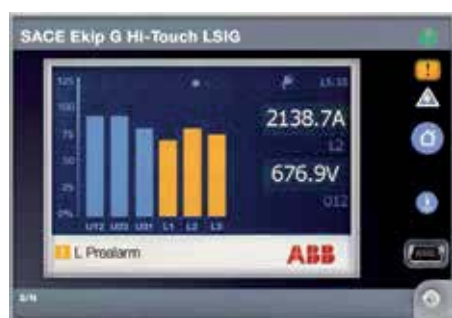 SACE Ekip G Hi-Touch LSIG
125
100
75
50
25
0%
U12 U23 U31 L1 L2 L3
15:33
2138.7A
L2
676.9V
U12
! L Prealarm
ABB
S/N